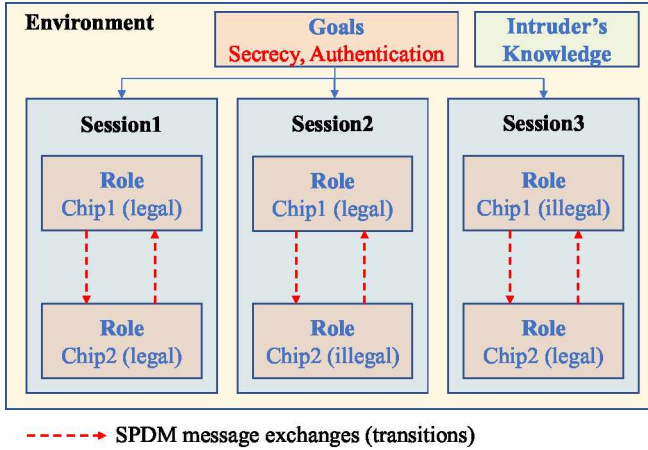 Environment
Goals
Secrecy, Authentication
Intruder's
Knowledge
Session1
Role
Chip1 (legal)
Role
Chip2 (legal)
Session2
Role
Chip1 (legal)
Role
Chip2 (illegal)
Session3
Role
Chip1 (illegal)
Role
Chip2 (legal)
SPDM message exchanges (transitions)